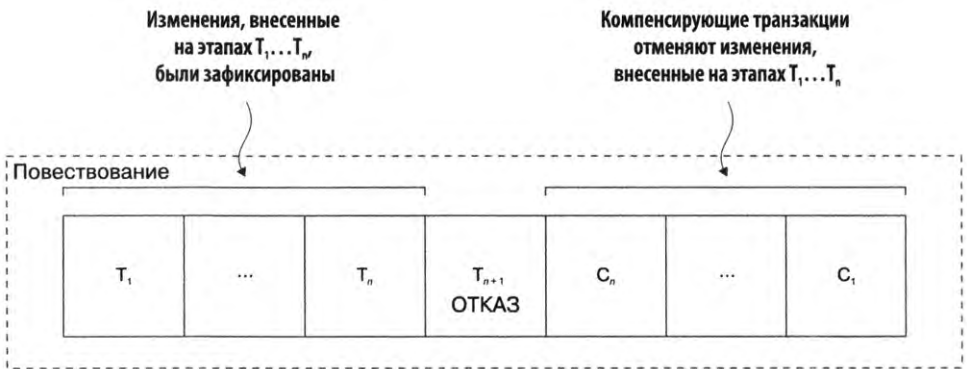 Изменения, внесенные
на этапах T₁…Tₙ,
были зафиксированы
Компенсирующие транзакции
отменяют изменения,
внесенные на этапах T₁…Tₙ
Повествование
T₁ … Tₙ Tₙ₊₁ Cₙ … C₁
ОТКАЗ